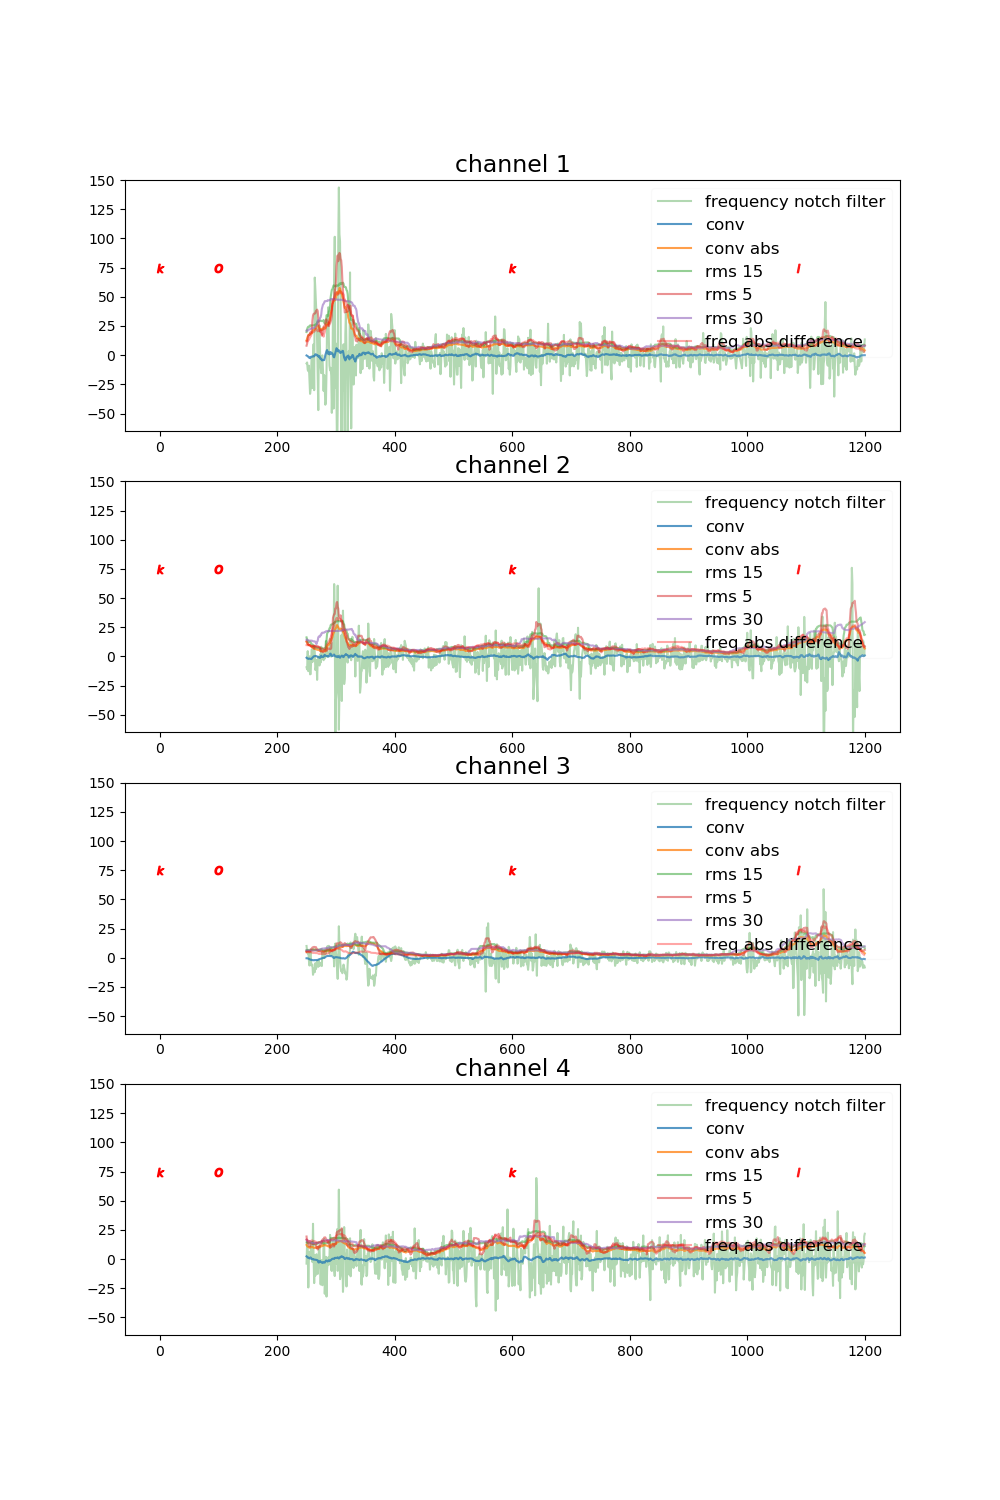 channel 1
150
125
100
75
50
25
0
−25
−50
k O k l
frequency notch filter
conv
conv abs
rms 15
rms 5
rms 30
freq abs difference
0 200 400 600 800 1000 1200
channel 2
150
125
100
75
50
25
0
−25
−50
k O k l
frequency notch filter
conv
conv abs
rms 15
rms 5
rms 30
freq abs difference
0 200 400 600 800 1000 1200
channel 3
150
125
100
75
50
25
0
−25
−50
k O k l
frequency notch filter
conv
conv abs
rms 15
rms 5
rms 30
freq abs difference
0 200 400 600 800 1000 1200
channel 4
150
125
100
75
50
25
0
−25
−50
k O k l
frequency notch filter
conv
conv abs
rms 15
rms 5
rms 30
freq abs difference
0 200 400 600 800 1000 1200